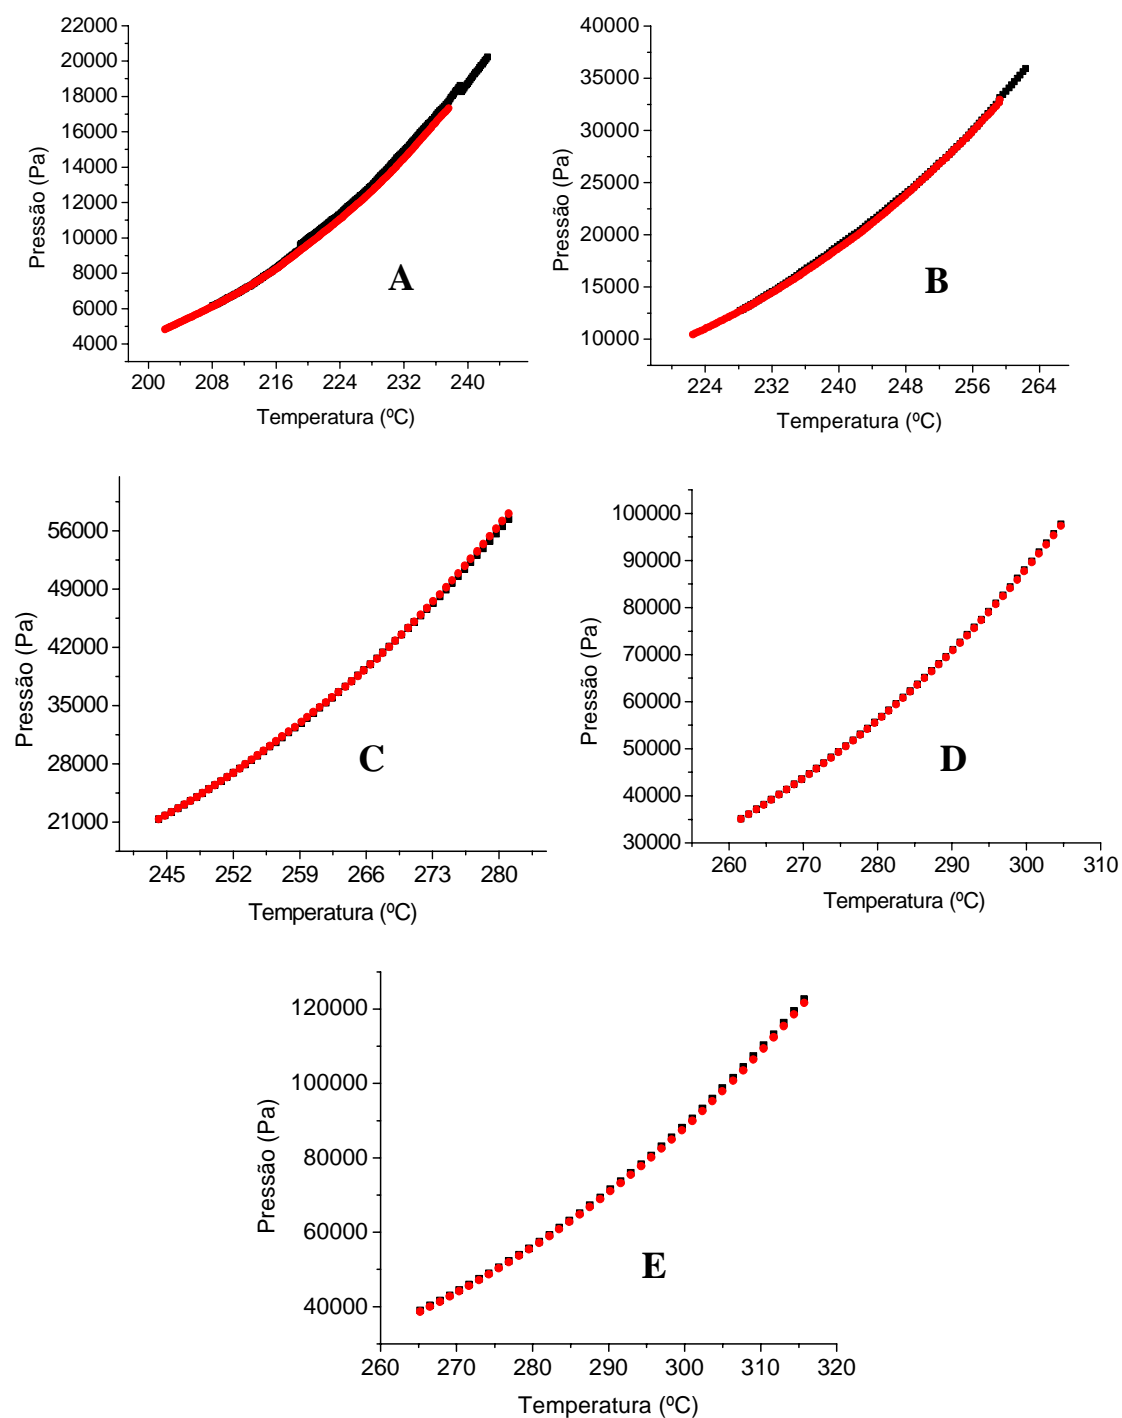 22000
20000
18000
16000
14000
12000
10000
8000
6000
4000
Pressão (Pa)
A
200 208 216 224 232 240
Temperatura (ºC)
40000
35000
30000
25000
20000
15000
10000
Pressão (Pa)
B
224 232 240 248 256 264
Temperatura (ºC)
56000
49000
42000
35000
28000
21000
Pressão (Pa)
C
245 252 259 266 273 280
Temperatura (ºC)
100000
90000
80000
70000
60000
50000
40000
30000
Pressão (Pa)
D
260 270 280 290 300 310
Temperatura (ºC)
120000
100000
80000
60000
40000
Pressão (Pa)
E
260 270 280 290 300 310 320
Temperatura (ºC)